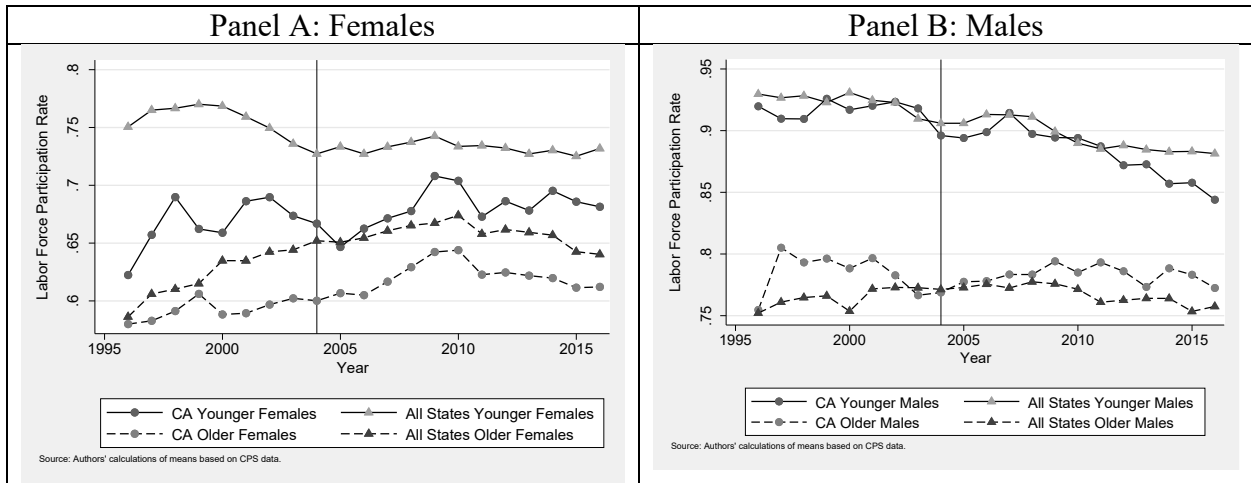 Panel A: Females
Panel B: Males
Labor Force Participation Rate
.8
.75
.7
.65
.6
1995
2000
2005
2010
2015
Year
CA Younger Females
All States Younger Females
CA Older Females
All States Older Females
Source: Authors' calculations of means based on CPS data.
Labor Force Participation Rate
.95
.9
.85
.8
.75
1995
2000
2005
2010
2015
Year
CA Younger Males
All States Younger Males
CA Older Males
All States Older Males
Source: Authors' calculations of means based on CPS data.